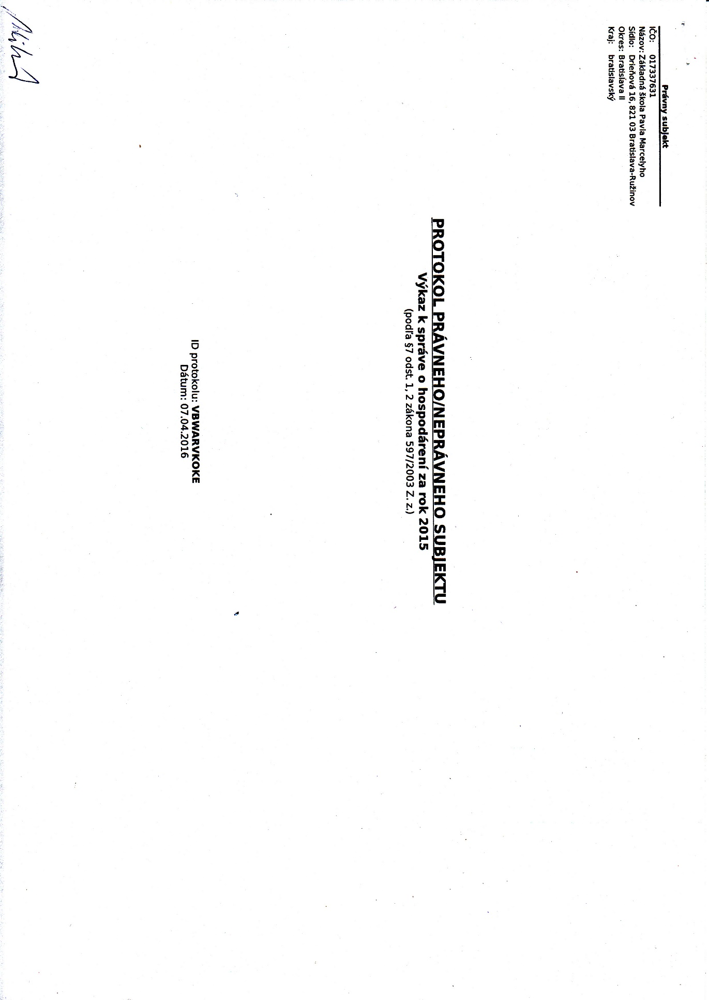 Právny subjekt
IČO: 017337631
Názov: Základná škola Pavla Marcelyho
Sídlo: Drieňová 16, 821 03 Bratislava-Ružinov
Okres: Bratislava II
Kraj: bratislavský
PROTOKOL PRÁVNEHO/NEPRÁVNEHO SUBJEKTU
Výkaz k správe o hospodárení za rok 2015
(podľa §7 odst. 1, 2 zákona 597/2003 Z. z.)
ID protokolu: VBWARVKOKE
Dátum: 07.04.2016